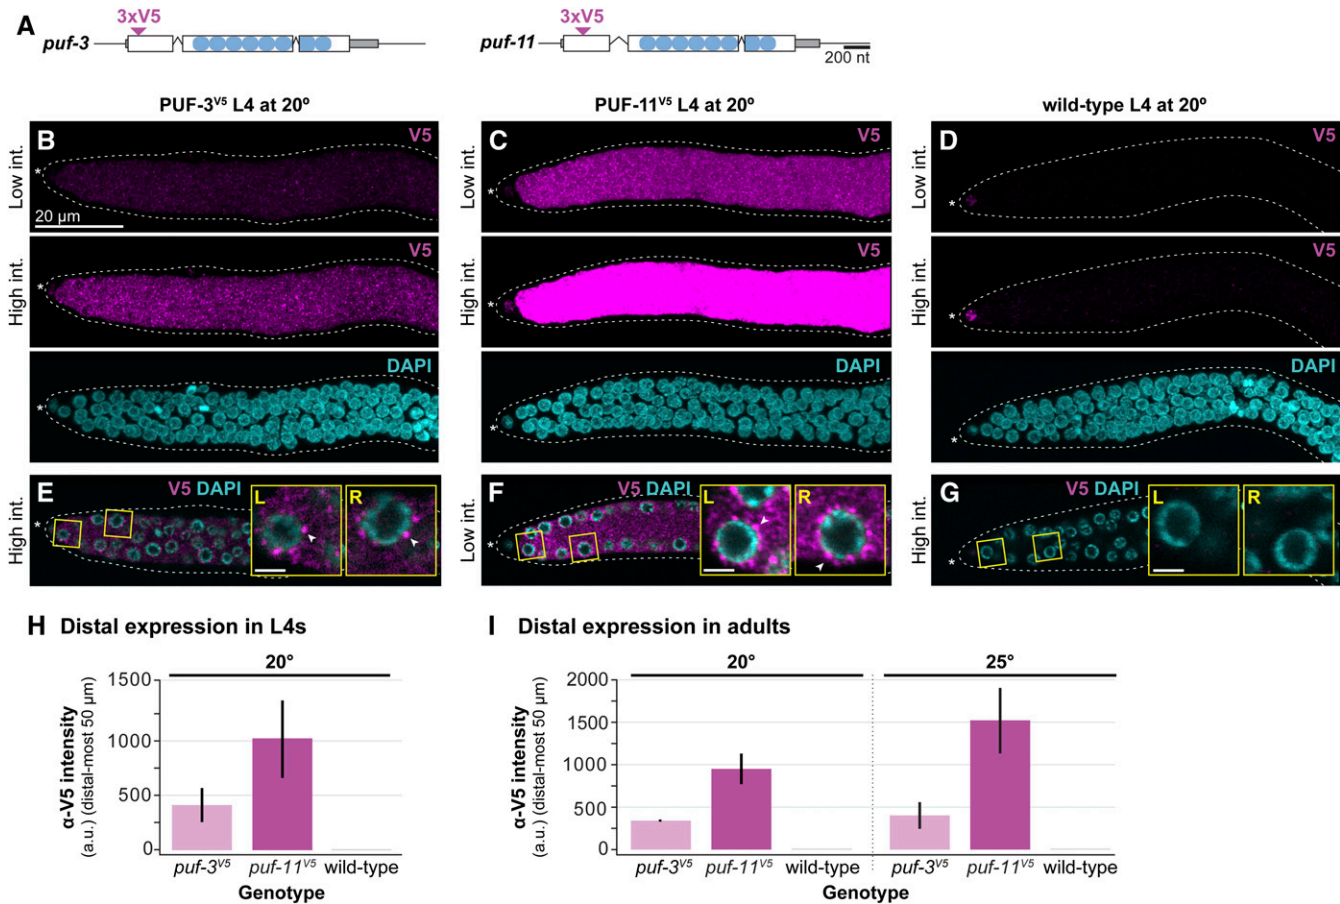 A
3xV5
puf-3
3xV5
puf-11
200 nt
PUF-3V5 L4 at 20º
PUF-11V5 L4 at 20º
wild-type L4 at 20º
Low int.
B
V5
*
20 µm
C
V5
*
Low int.
D
V5
*
Low int.
High int.
V5
*
High int.
V5
*
High int.
V5
*
DAPI
*
DAPI
*
DAPI
*
High int.
E
V5 DAPI
*
L
R
Low int.
F
V5 DAPI
*
L
R
High int.
G
V5 DAPI
*
L
R
H Distal expression in L4s
20°
α-V5 intensity
(a.u.) (distal-most 50 µm)
1500
1000
500
0
puf-3V5
puf-11V5
wild-type
Genotype
I Distal expression in adults
20°
25°
α-V5 intensity
(a.u.) (distal-most 50 µm)
2000
1500
1000
500
0
puf-3V5
puf-11V5
wild-type
puf-3V5
puf-11V5
wild-type
Genotype